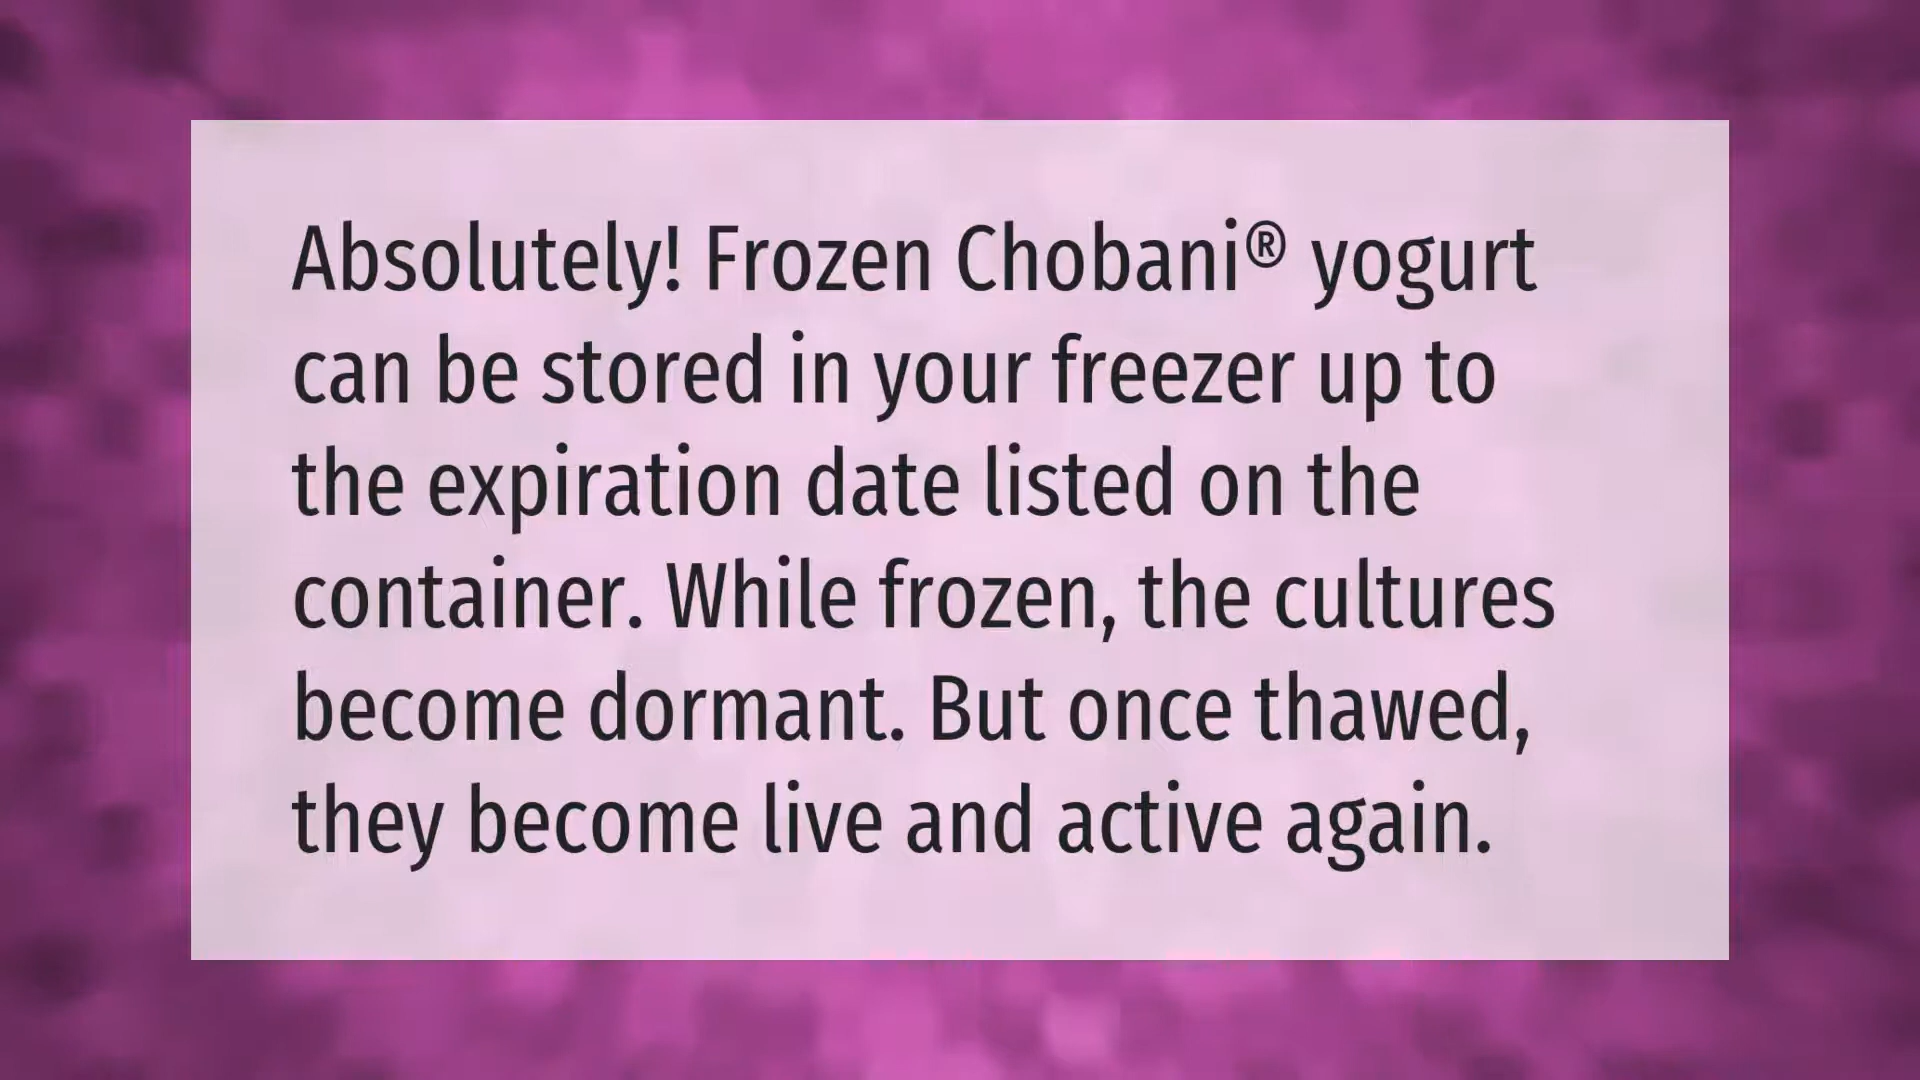 Absolutely! Frozen Chobani® yogurt
can be stored in your freezer up to
the expiration date listed on the
container. While frozen, the cultures
become dormant. But once thawed,
they become live and active again.